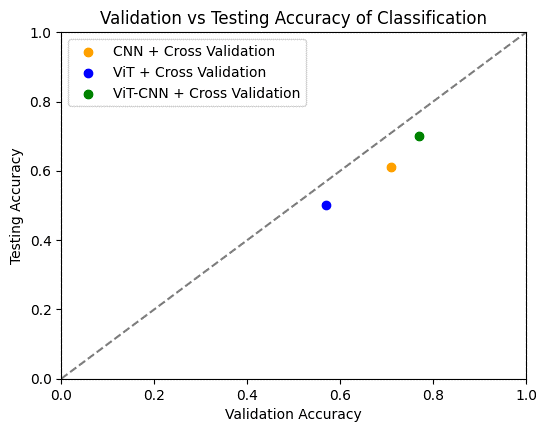 Validation vs Testing Accuracy of Classification
CNN + Cross Validation
ViT + Cross Validation
ViT-CNN + Cross Validation
Testing Accuracy
1.0
0.8
0.6
0.4
0.2
0.0
0.0 0.2 0.4 0.6 0.8 1.0
Validation Accuracy